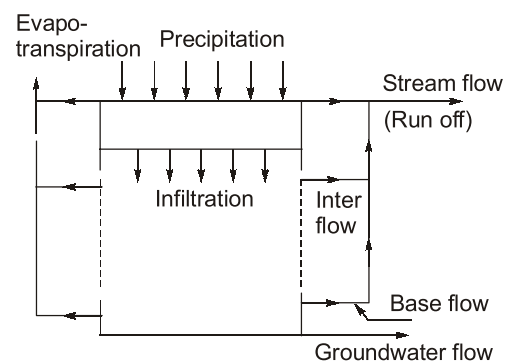 Evapo-
transpiration
Precipitation
Stream flow
(Run off)
Infiltration
Inter
flow
Base flow
Groundwater flow